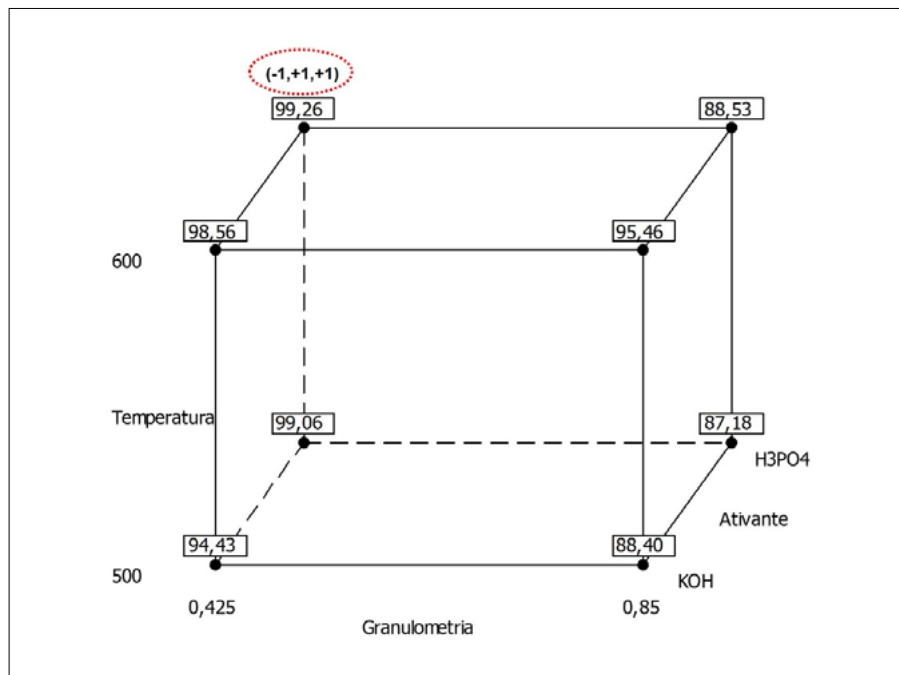 (-1,+1,+1)
99,26
88,53
98,56
95,46
600
Temperatura
99,06
87,18
H3PO4
Ativante
94,43
88,40
500
KOH
0,425
0,85
Granulometria